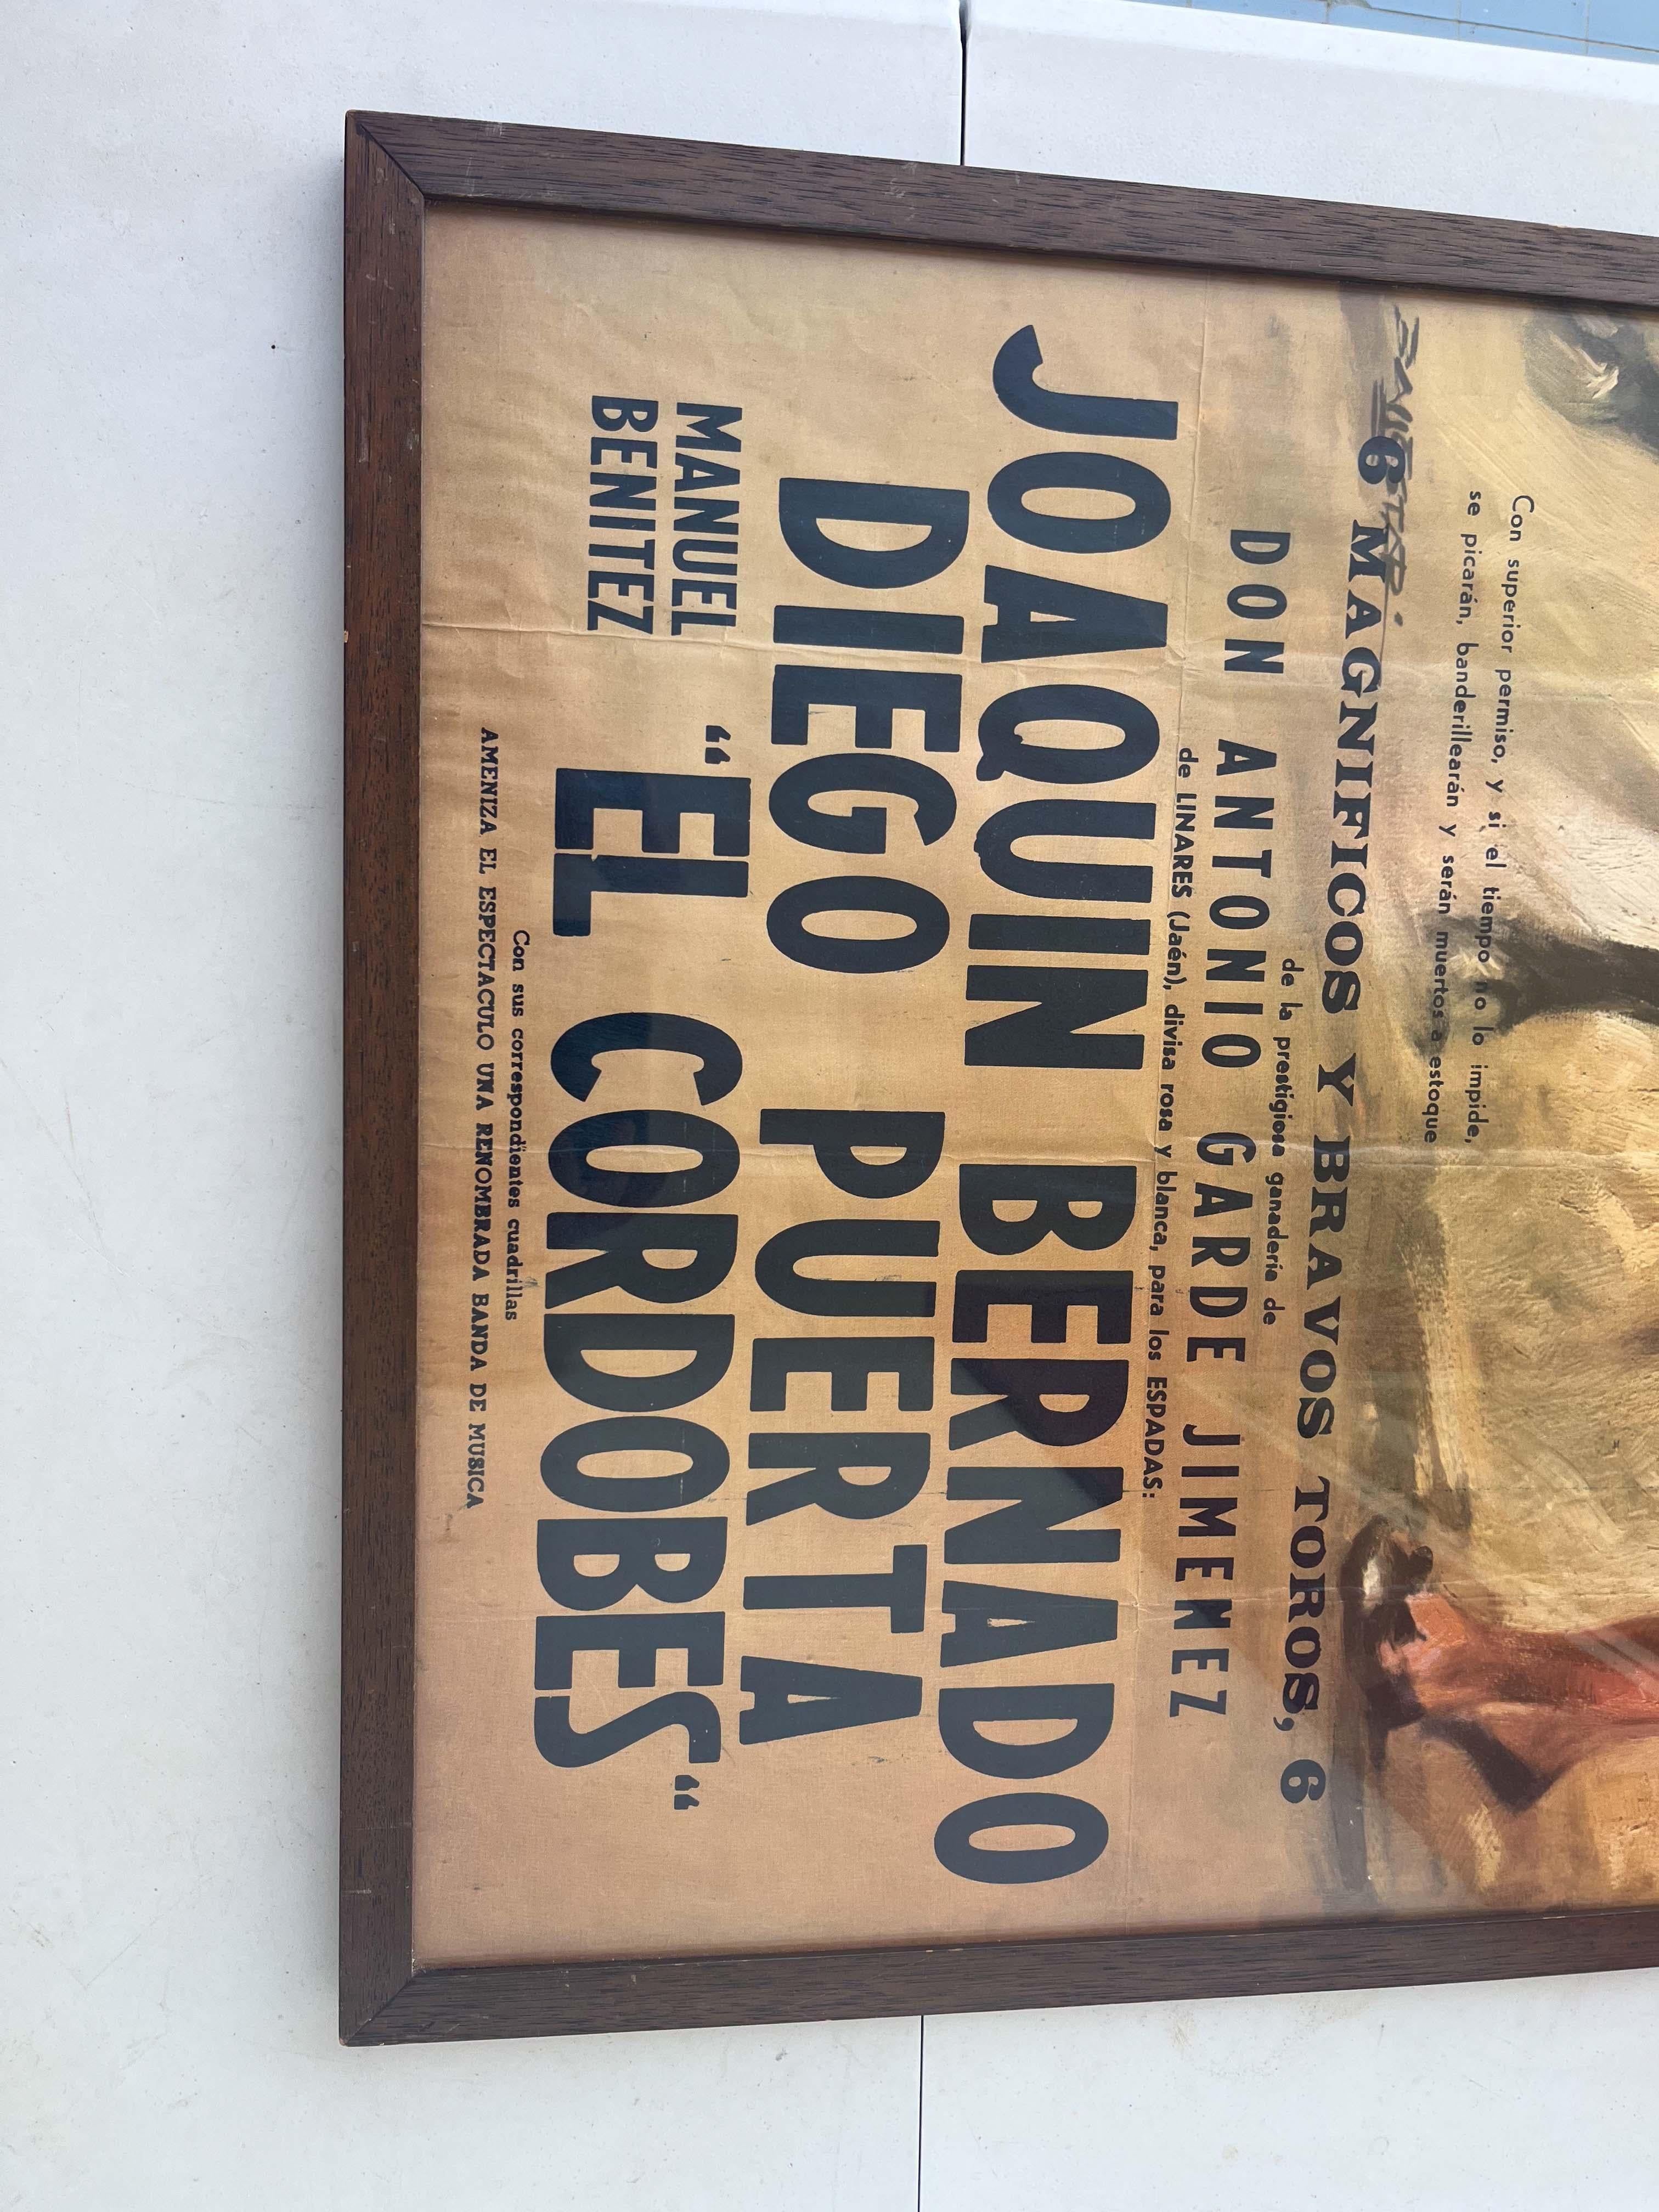 Con superior permiso, y si el tiempo no lo impide,
se picarán, banderillearán y serán muertos a estoque
6 MAGNIFICOS Y BRAVOS TOROS, 6
de la prestigiosa ganadería de
DON ANTONIO GARDE JIMENEZ
de LINARES (Jaén), divisa rosa y blanca, para los ESPADAS:
JOAQUIN BERNADO
DIEGO PUERTA
MANUEL
BENITEZ
“EL CORDOBES“
Con sus correspondientes cuadrillas
AMENIZA EL ESPECTACULO UNA RENOMBRADA BANDA DE MUSICA